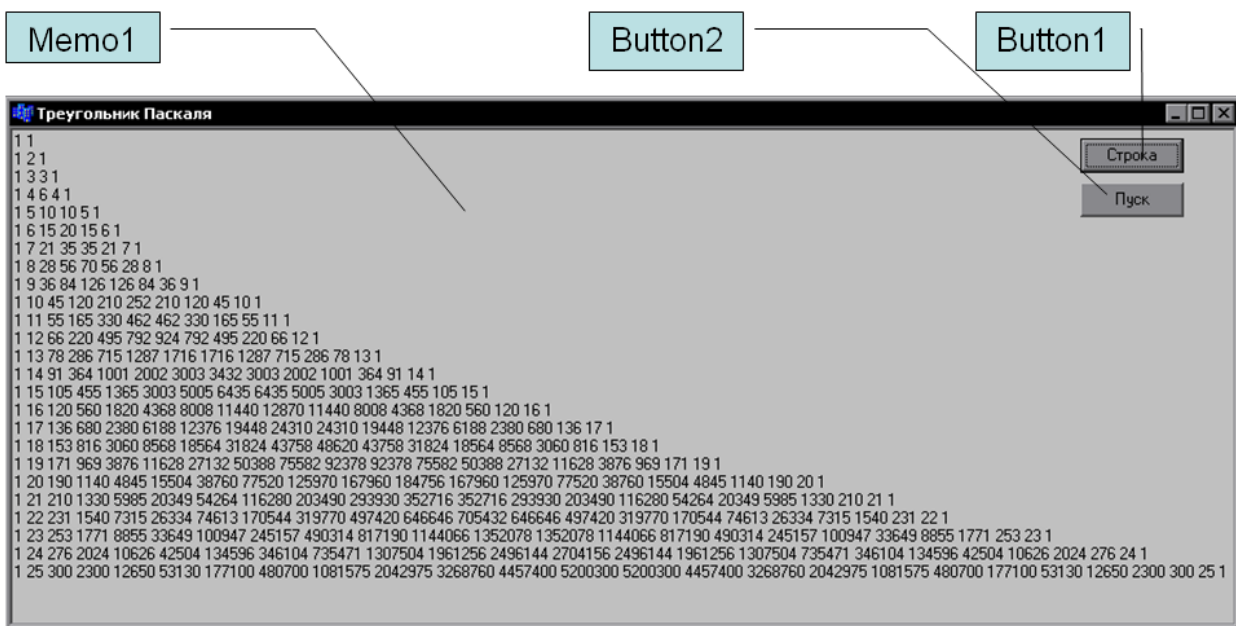 Memo1
Button2
Button1
Треугольник Паскаля
1 1
1 2 1
1 3 3 1
1 4 6 4 1
1 5 10 10 5 1
1 6 15 20 15 6 1
1 7 21 35 35 21 7 1
1 8 28 56 70 56 28 8 1
1 9 36 84 126 126 84 36 9 1
1 10 45 120 210 252 210 120 45 10 1
1 11 55 165 330 462 462 330 165 55 11 1
1 12 66 220 495 792 924 792 495 220 66 12 1
1 13 78 286 715 1287 1716 1716 1287 715 286 78 13 1
1 14 91 364 1001 2002 3003 3432 3003 2002 1001 364 91 14 1
1 15 105 455 1365 3003 5005 6435 6435 5005 3003 1365 455 105 15 1
1 16 120 560 1820 4368 8008 11440 12870 11440 8008 4368 1820 560 120 16 1
1 17 136 680 2380 6188 12376 19448 24310 24310 19448 12376 6188 2380 680 136 17 1
1 18 153 816 3060 8568 18564 31824 43758 48620 43758 31824 18564 8568 3060 816 153 18 1
1 19 171 969 3876 11628 27132 50388 75582 92378 92378 75582 50388 27132 11628 3876 969 171 19 1
1 20 190 1140 4845 15504 38760 77520 125970 167960 184756 167960 125970 77520 38760 15504 4845 1140 190 20 1
1 21 210 1330 5985 20349 54264 116280 203490 293930 352716 352716 293930 203490 116280 54264 20349 5985 1330 210 21 1
1 22 231 1540 7315 26334 74613 170544 319770 497420 646646 705432 646646 497420 319770 170544 74613 26334 7315 1540 231 22 1
1 23 253 1771 8855 33649 100947 245157 490314 817190 1144066 1352078 1352078 1144066 817190 490314 245157 100947 33649 8855 1771 253 23 1
1 24 276 2024 10626 42504 134596 346104 735471 1307504 1961256 2496144 2704156 2496144 1961256 1307504 735471 346104 134596 42504 10626 2024 276 24 1
1 25 300 2300 12650 53130 177100 480700 1081575 2042975 3268760 4457400 5200300 5200300 4457400 3268760 2042975 1081575 480700 177100 53130 12650 2300 300 25 1
Строка
Пуск